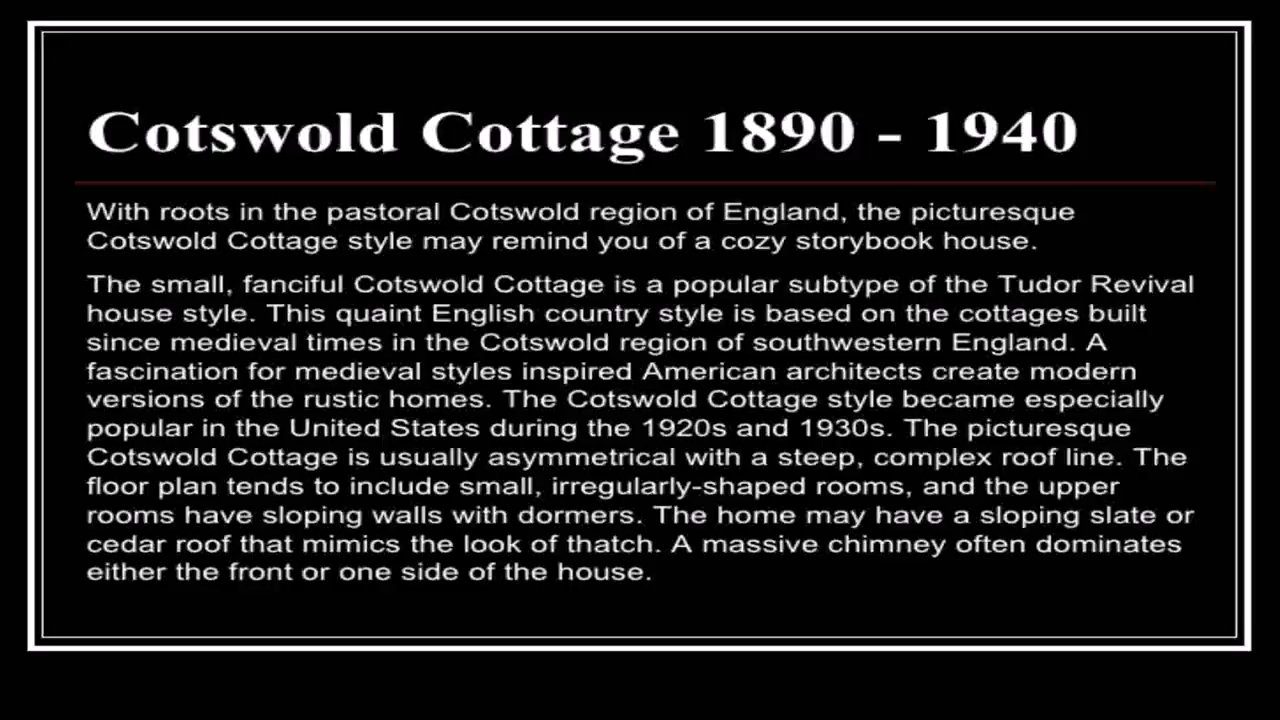 Cotswold Cottage 1890 - 1940
With roots in the pastoral Cotswold region of England, the picturesque
Cotswold Cottage style may remind you of a cozy storybook house.
The small, fanciful Cotswold Cottage is a popular subtype of the Tudor Revival
house style. This quaint English country style is based on the cottages built
since medieval times in the Cotswold region of southwestern England. A
fascination for medieval styles inspired American architects create modern
versions of the rustic homes. The Cotswold Cottage style became especially
popular in the United States during the 1920s and 1930s. The picturesque
Cotswold Cottage is usually asymmetrical with a steep, complex roof line. The
floor plan tends to include small, irregularly-shaped rooms, and the upper
rooms have sloping walls with dormers. The home may have a sloping slate or
cedar roof that mimics the look of thatch. A massive chimney often dominates
either the front or one side of the house.